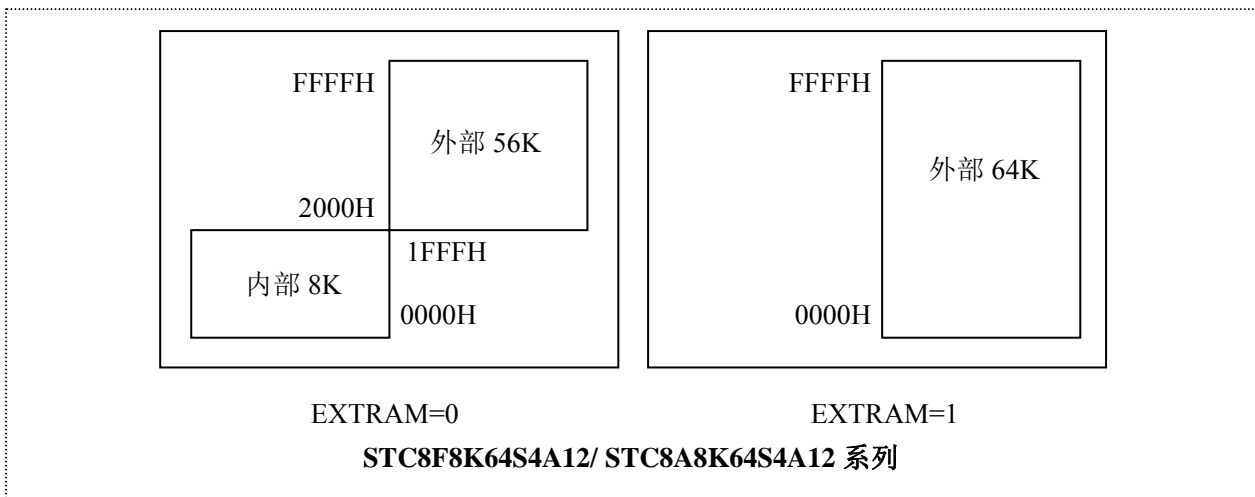 FFFFH
外部 56K
2000H
1FFFH
内部 8K
0000H
EXTRAM=0
FFFFH
外部 64K
0000H
EXTRAM=1
STC8F8K64S4A12/ STC8A8K64S4A12 系列